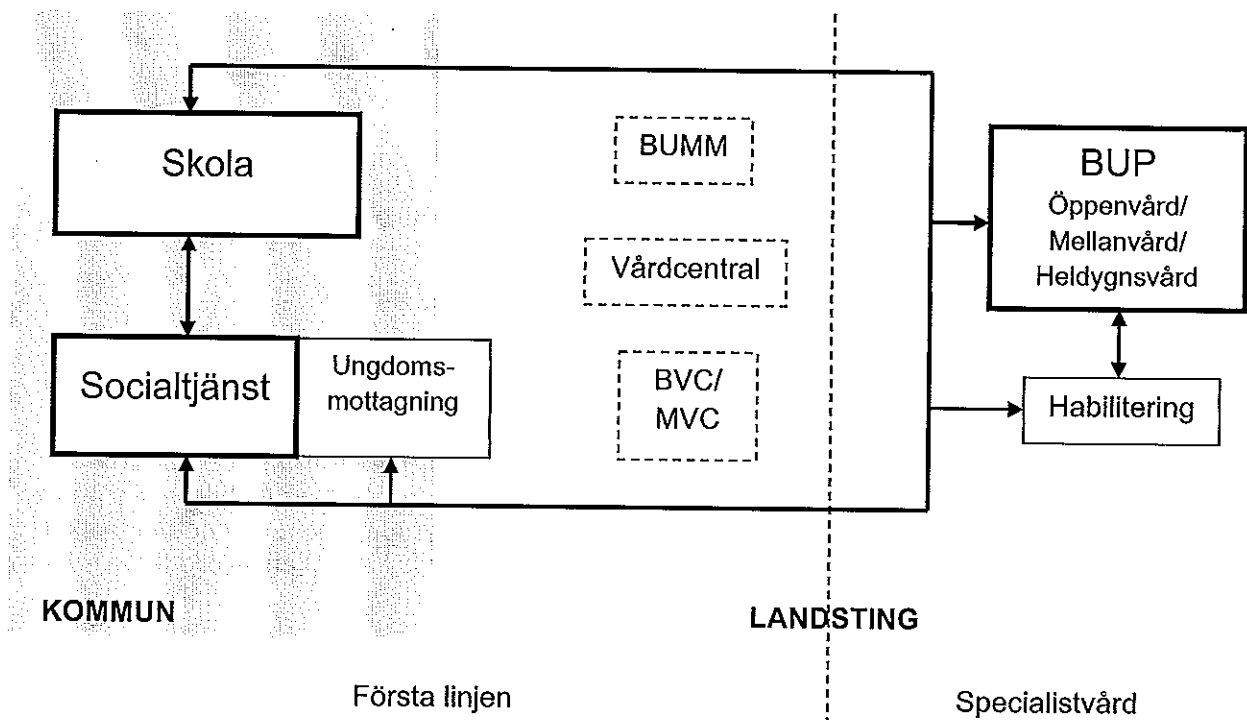 Skola
BUMM
BUP
Öppenvård/
Mellanvård/
Heldygnsvård
Vårdcentral
Socialtjänst
Ungdoms-
mottagning
BVC/
MVC
Habilitering
KOMMUN
LANDSTING
Första linjen
Specialistvård